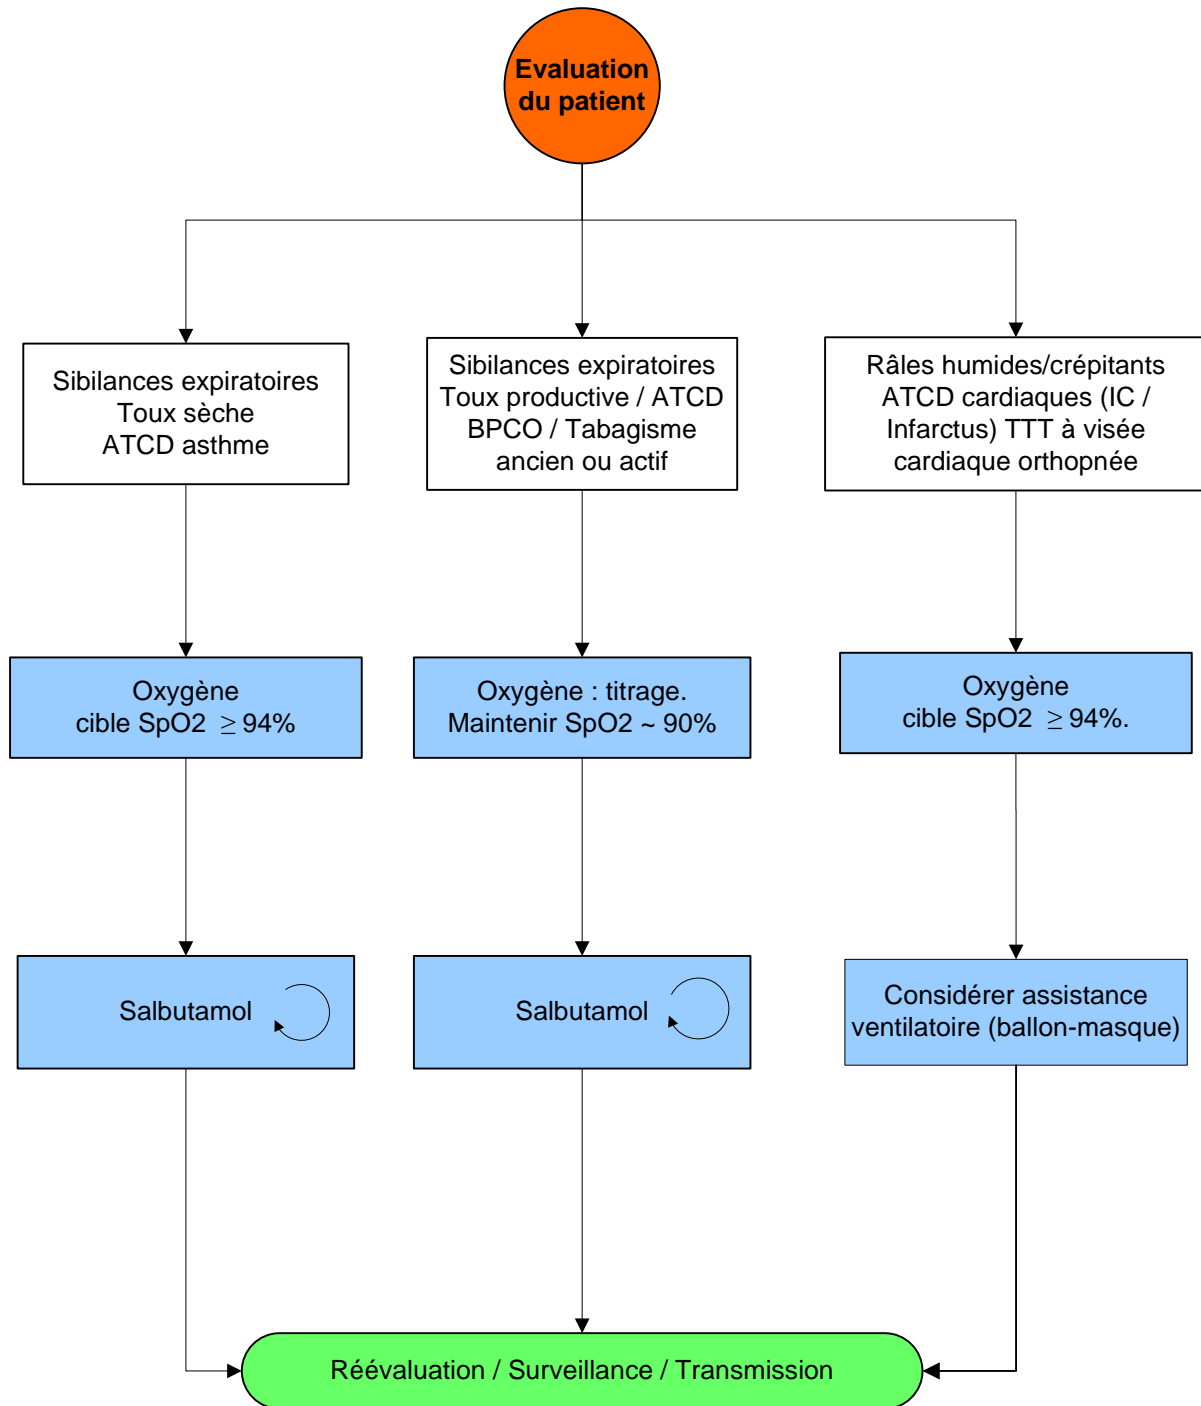 Evaluation
du patient
Sibilances expiratoires
Toux sèche
ATCD asthme
Sibilances expiratoires
Toux productive / ATCD
BPCO / Tabagisme
ancien ou actif
Râles humides/crépitants
ATCD cardiaques (IC /
Infarctus) TTT à visée
cardiaque orthopnée
Oxygène
cible SpO2 ≥ 94%
Oxygène : titrage.
Maintenir SpO2 ~ 90%
Oxygène
cible SpO2 ≥ 94%.
Salbutamol
Salbutamol
Considérer assistance
ventilatoire (ballon-masque)
Réévaluation / Surveillance / Transmission